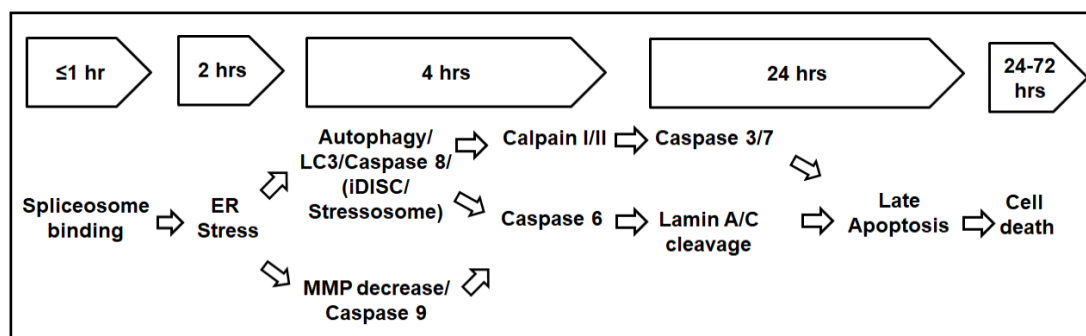 ≤1 hr
2 hrs
4 hrs
24 hrs
24-72
hrs
Autophagy/
LC3/Caspase 8/
(iDISC/
Stressosome)
Calpain I/II
Caspase 3/7
Spliceosome
binding
ER
Stress
Caspase 6
Lamin A/C
cleavage
Late
Apoptosis
Cell
death
MMP decrease/
Caspase 9